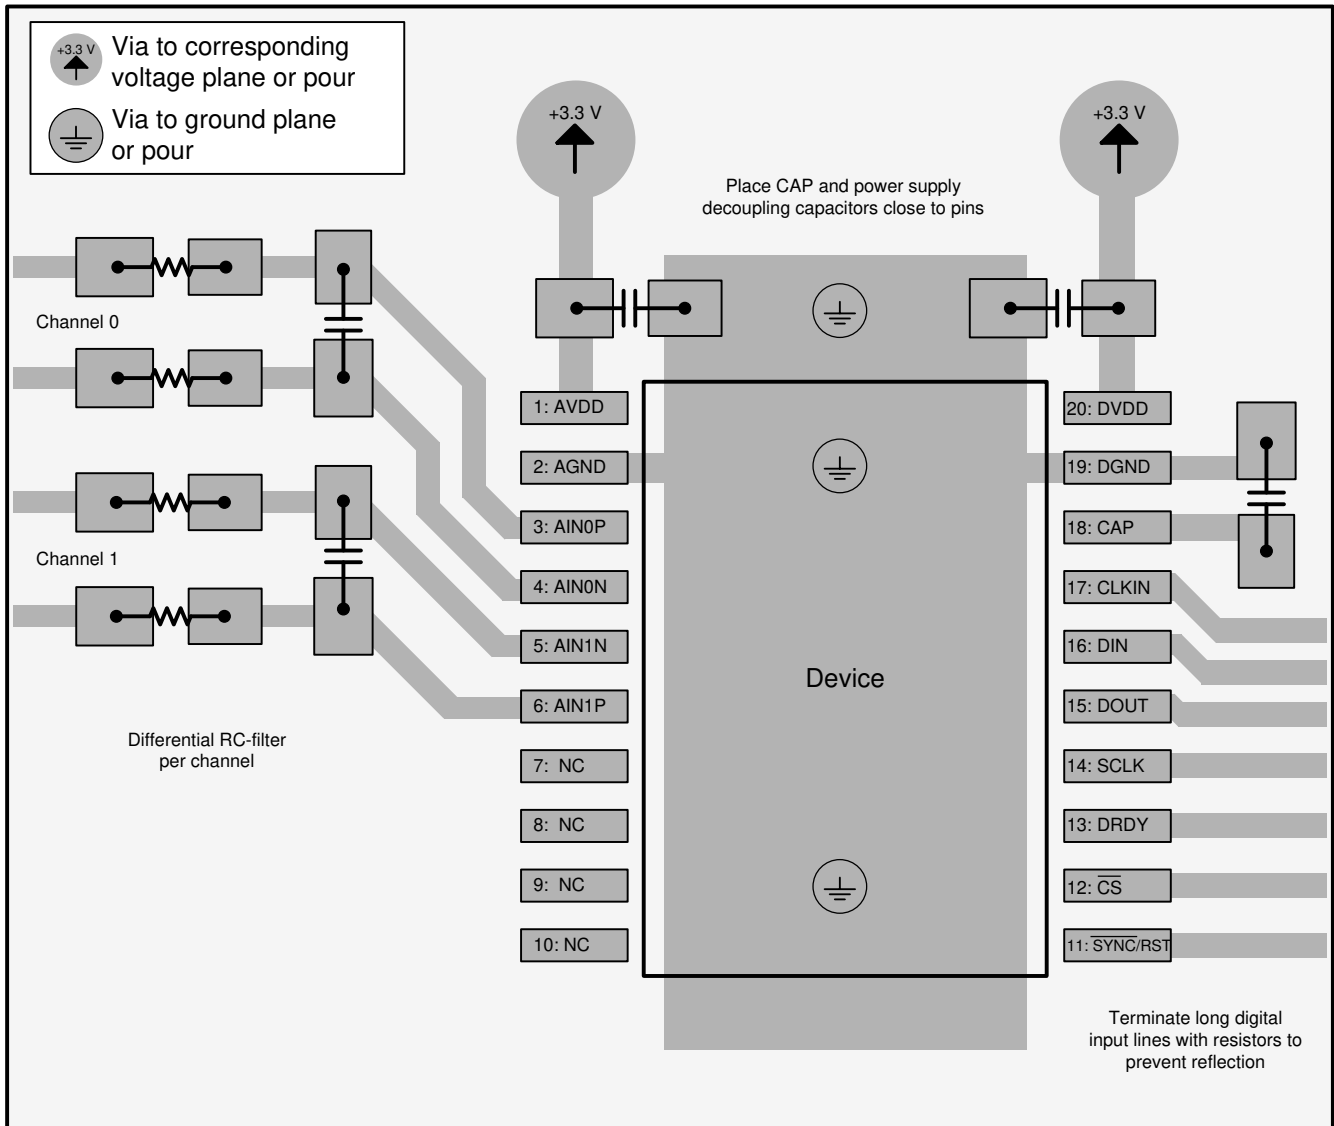 +3.3 V
Via to corresponding
voltage plane or pour
Via to ground plane
or pour
+3.3 V
+3.3 V
Place CAP and power supply
decoupling capacitors close to pins
Channel 0
Channel 1
Differential RC-filter
per channel
1: AVDD
2: AGND
3: AIN0P
4: AIN0N
5: AIN1N
6: AIN1P
7: NC
8: NC
9: NC
10: NC
Device
20: DVDD
19: DGND
18: CAP
17: CLKIN
16: DIN
15: DOUT
14: SCLK
13: DRDY
12: C̅S̅
11: S̅Y̅N̅C̅/RST
Terminate long digital
input lines with resistors to
prevent reflection